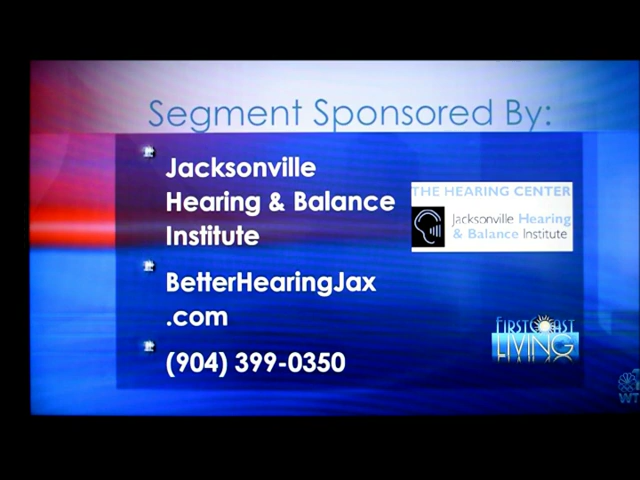 Segment Sponsored By:
Jacksonville
Hearing & Balance
Institute
BetterHearingJax
.com
(904) 399-0350
THE HEARING CENTER
Jacksonville Hearing
& Balance Institute
FIRST COAST
LIVING
WT